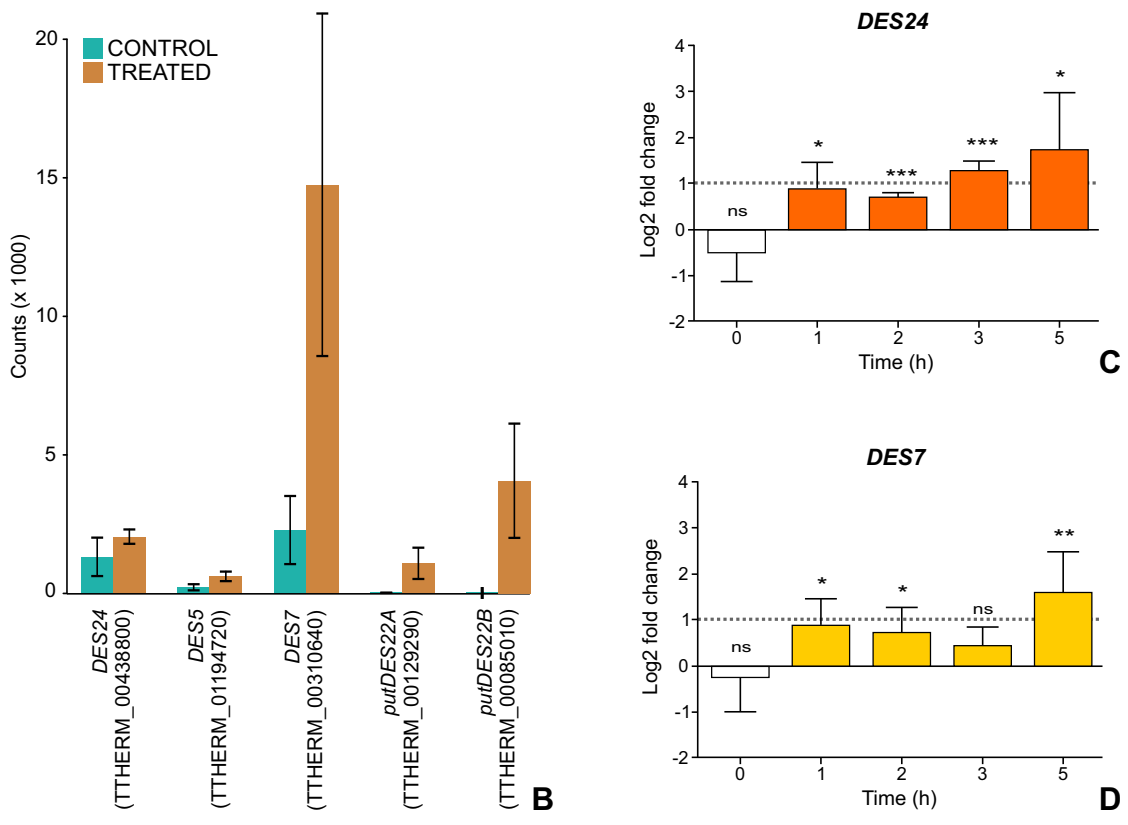 CONTROL
TREATED
Counts (x 1000)
20
15
10
5
0
DES24
(TTHERM_00438800)
DES5
(TTHERM_01194720)
DES7
(TTHERM_00310640)
putDES22A
(TTHERM_00129290)
putDES22B
(TTHERM_00085010)
B
DES24
Log2 fold change
4
3
2
1
0
-1
-2
ns
*
***
***
*
0 1 2 3 5
Time (h)
C
DES7
Log2 fold change
4
3
2
1
0
-1
-2
ns
*
*
ns
**
0 1 2 3 5
Time (h)
D